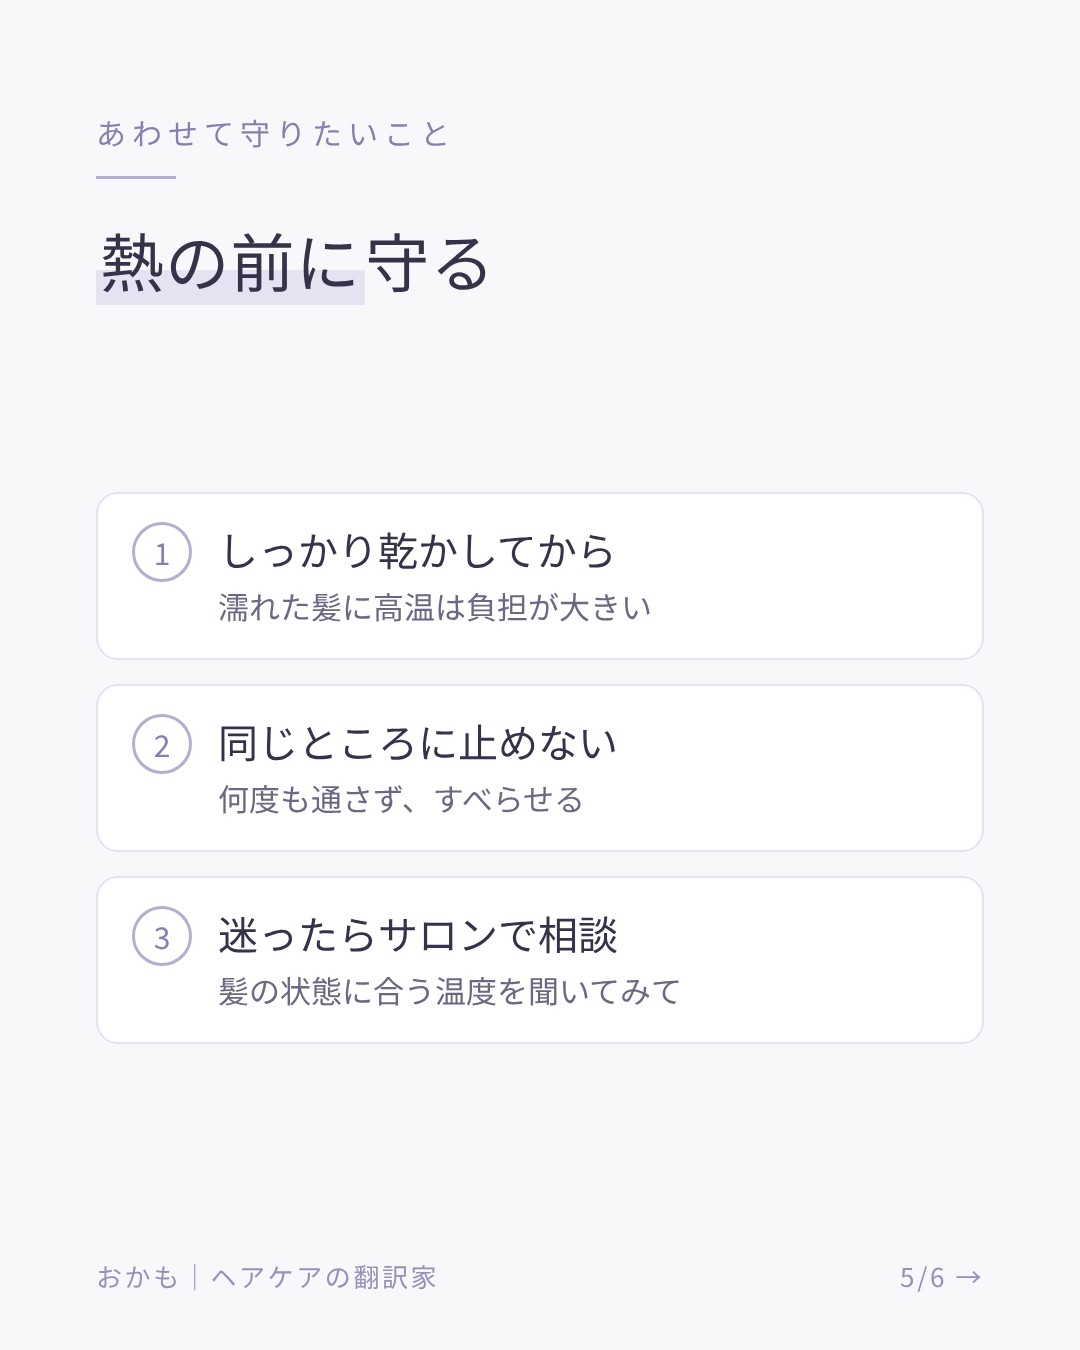 あわせて守りたいこと
熱の前に守る
1 しっかり乾かしてから
濡れた髪に高温は負担が大きい
2 同じところに止めない
何度も通さず、すべらせる
3 迷ったらサロンで相談
髪の状態に合う温度を聞いてみて
おかも｜ヘアケアの翻訳家
5/6 →